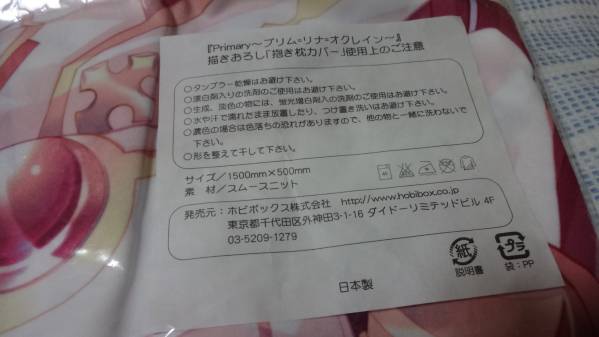 『Primary～プリム=リナ=オクレイン～』
描きおろし「抱き枕カバー」使用上のご注意
○タンブラー乾燥はお避け下さい。
○漂白剤入りの洗剤のご使用はお避け下さい。
○生成、淡色の物には、蛍光増白剤入の洗剤のご使用はお避け下さい。
○水や汗で濡れたまま放置したり、つけ置き洗いはお避け下さい。
○濃色の場合は色落ちの恐れがありますので、他の物と一緒に洗わないで
下さい。
○形を整えて干して下さい。
サイズ／1500mm×500mm
素　材／スムースニット
発売元：ホビボックス株式会社　http://www.hobibox.co.jp
東京都千代田区外神田3-1-16 ダイドーリミテッドビル 4F
03-5209-1279
紙
説明書
プラ
袋：PP
日本製